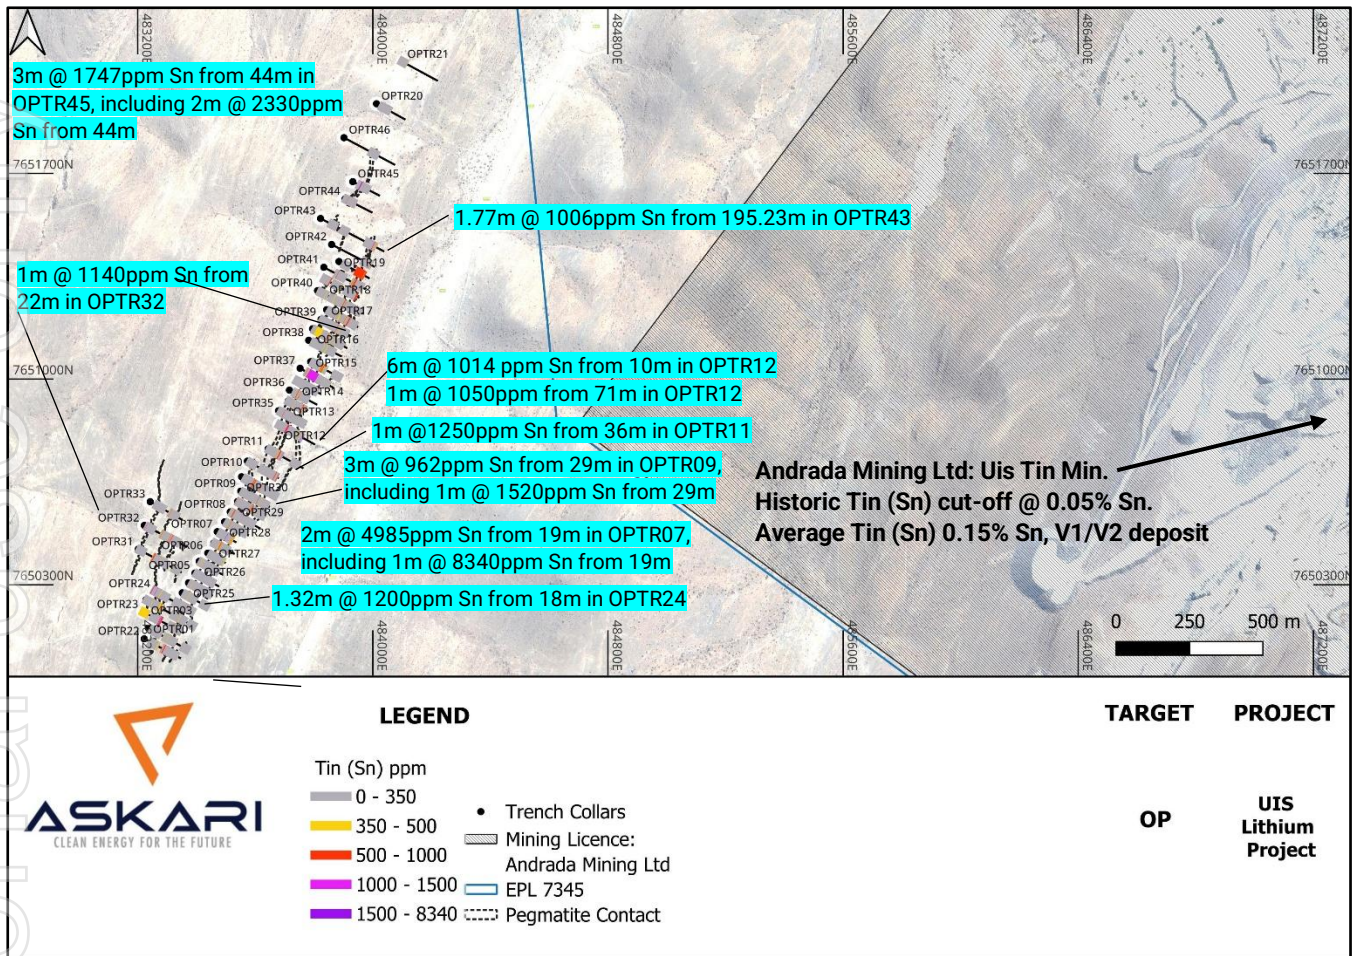 483200E
484000E
484800E
485600E
486400E
487200E
OPTR21
3m @ 1747ppm Sn from 44m in
OPTR45, including 2m @ 2330ppm
Sn from 44m
OPTR20
OPTR46
7651700N
7651700N
OPTR45
OPTR44
OPTR43
1.77m @ 1006ppm Sn from 195.23m in OPTR43
OPTR42
OPTR41
OPTR19
1m @ 1140ppm Sn from
22m in OPTR32
OPTR40
OPTR18
OPTR39
OPTR17
OPTR38
OPTR16
OPTR37
OPTR15
6m @ 1014 ppm Sn from 10m in OPTR12
1m @ 1050ppm from 71m in OPTR12
7651000N
7651000N
OPTR36
OPTR14
OPTR35
OPTR13
OPTR12
1m @1250ppm Sn from 36m in OPTR11
OPTR11
OPTR10
3m @ 962ppm Sn from 29m in OPTR09,
including 1m @ 1520ppm Sn from 29m
OPTR09
OPTR30
Andrada Mining Ltd: Uis Tin Min.
Historic Tin (Sn) cut-off @ 0.05% Sn.
Average Tin (Sn) 0.15% Sn, V1/V2 deposit
OPTR33
OPTR08
OPTR32
OPTR07
OPTR29
OPTR28
2m @ 4985ppm Sn from 19m in OPTR07,
including 1m @ 8340ppm Sn from 19m
OPTR31
OPTR06
OPTR27
OPTR05
OPTR26
7650300N
7650300N
OPTR24
OPTR25
1.32m @ 1200ppm Sn from 18m in OPTR24
OPTR23
OPTR03
OPTR22
OPTR01
0 250 500 m
484000E
484800E
485600E
486400E
487200E
ASKARI
CLEAN ENERGY FOR THE FUTURE
LEGEND
Tin (Sn) ppm
0 - 350
350 - 500
500 - 1000
1000 - 1500
1500 - 8340
Trench Collars
Mining Licence:
Andrada Mining Ltd
EPL 7345
Pegmatite Contact
TARGET PROJECT
OP
UIS
Lithium
Project